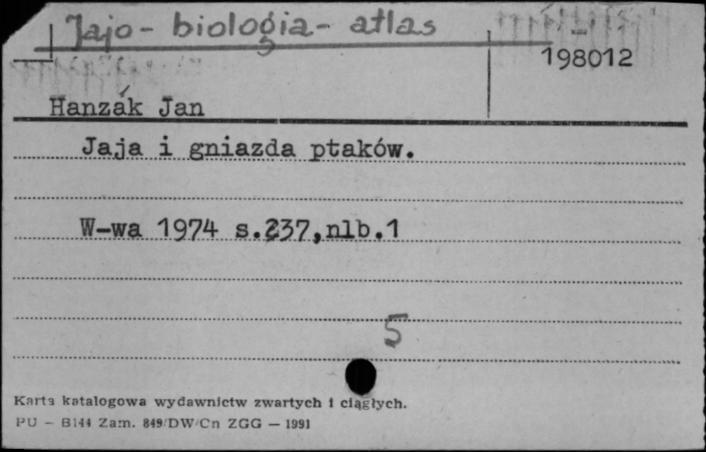 Jajo - biologia - atlas
198012
Hanzák Jan
Jaja i gniazda ptaków.
W-wa 1974 s.237,nlb.1
5
Karta katalogowa wydawnictw zwartych i ciągłych.
PU — B144 Zam. 849/DW/Cn ZGG — 1991